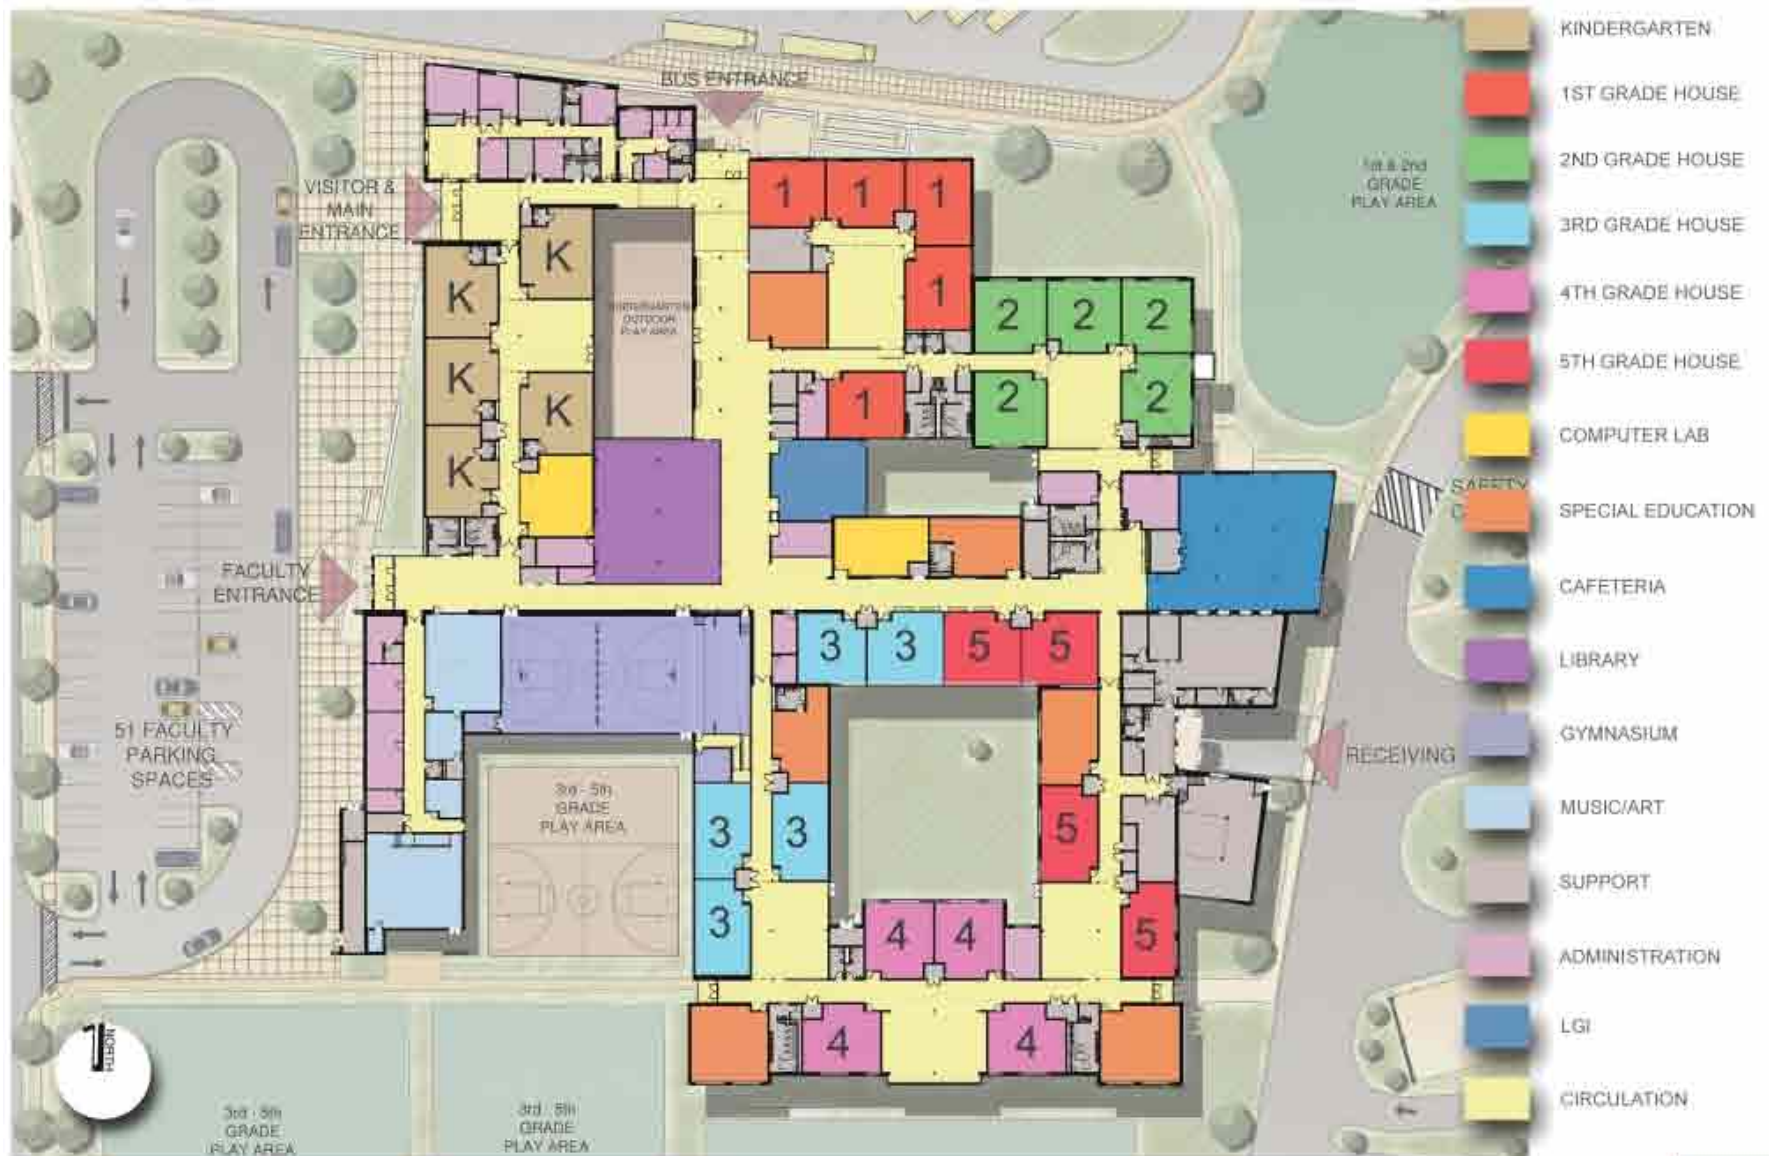 BUS ENTRANCE
VISITOR &
MAIN
ENTRANCE
1st & 2nd
GRADE
PLAY AREA
1
1
1
K
K
1
OUTDOOR
PLAY AREA
2
2
2
K
K
1
2
2
K
SAFETY
FACULTY
ENTRANCE
3
3
5
5
51 FACULTY
PARKING
SPACES
RECEIVING
3rd - 5th
GRADE
PLAY AREA
3
3
5
3
4
4
5
4
4
NORTH
3rd - 5th
GRADE
PLAY AREA
3rd - 5th
GRADE
PLAY AREA
KINDERGARTEN
1ST GRADE HOUSE
2ND GRADE HOUSE
3RD GRADE HOUSE
4TH GRADE HOUSE
5TH GRADE HOUSE
COMPUTER LAB
SPECIAL EDUCATION
CAFETERIA
LIBRARY
GYMNASIUM
MUSIC/ART
SUPPORT
ADMINISTRATION
LGI
CIRCULATION